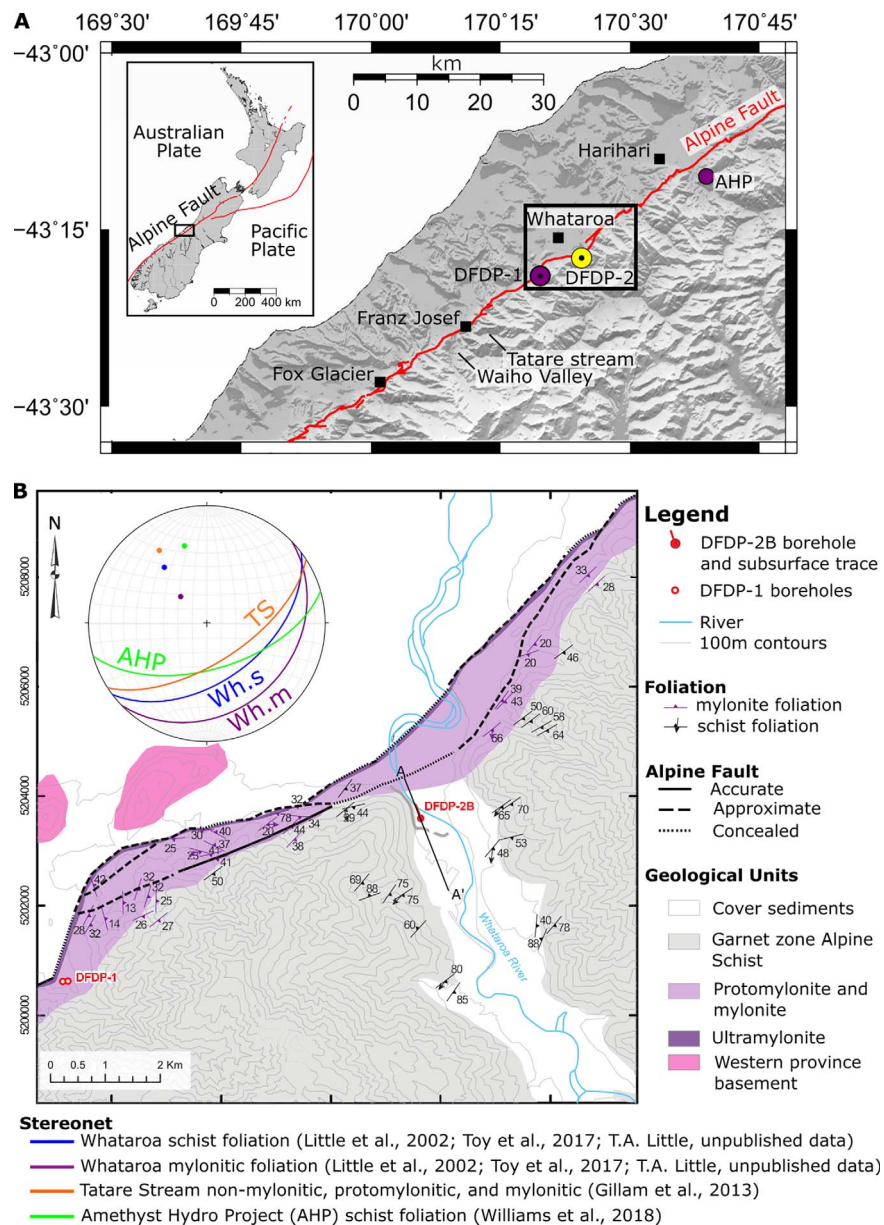 A
169°30' 169°45' 170°00' 170°15' 170°30' 170°45'
−43°00'
−43°15'
−43°30'
km
0 10 20 30
Australian
Plate
Alpine Fault
Pacific
Plate
0 200 400 km
Alpine Fault
Harihari
AHP
Whataroa
DFDP-1
DFDP-2
Franz Josef
Tatare stream
Waiho Valley
Fox Glacier
B
N
TS
AHP
Wh.s
Wh.m
5208000
5206000
5204000
5202000
5200000
33
28
20
20
46
39
43
50
60
58
64
56
A
37
32
44
39
DFDP-2B
70
65
53
48
30
40
20
78
34
44
25
37
41
38
41
50
42
32
32
25
13
28
32
14
26
27
69
88
75
75
60
A'
40
78
88
80
85
DFDP-1
Whataroa River
0 0.5 1 2 Km
Legend
DFDP-2B borehole
and subsurface trace
DFDP-1 boreholes
River
100m contours
Foliation
mylonite foliation
schist foliation
Alpine Fault
Accurate
Approximate
Concealed
Geological Units
Cover sediments
Garnet zone Alpine
Schist
Protomylonite and
mylonite
Ultramylonite
Western province
basement
Stereonet
Whataroa schist foliation (Little et al., 2002; Toy et al., 2017; T.A. Little, unpublished data)
Whataroa mylonitic foliation (Little et al., 2002; Toy et al., 2017; T.A. Little, unpublished data)
Tatare Stream non-mylonitic, protomylonitic, and mylonitic (Gillam et al., 2013)
Amethyst Hydro Project (AHP) schist foliation (Williams et al., 2018)